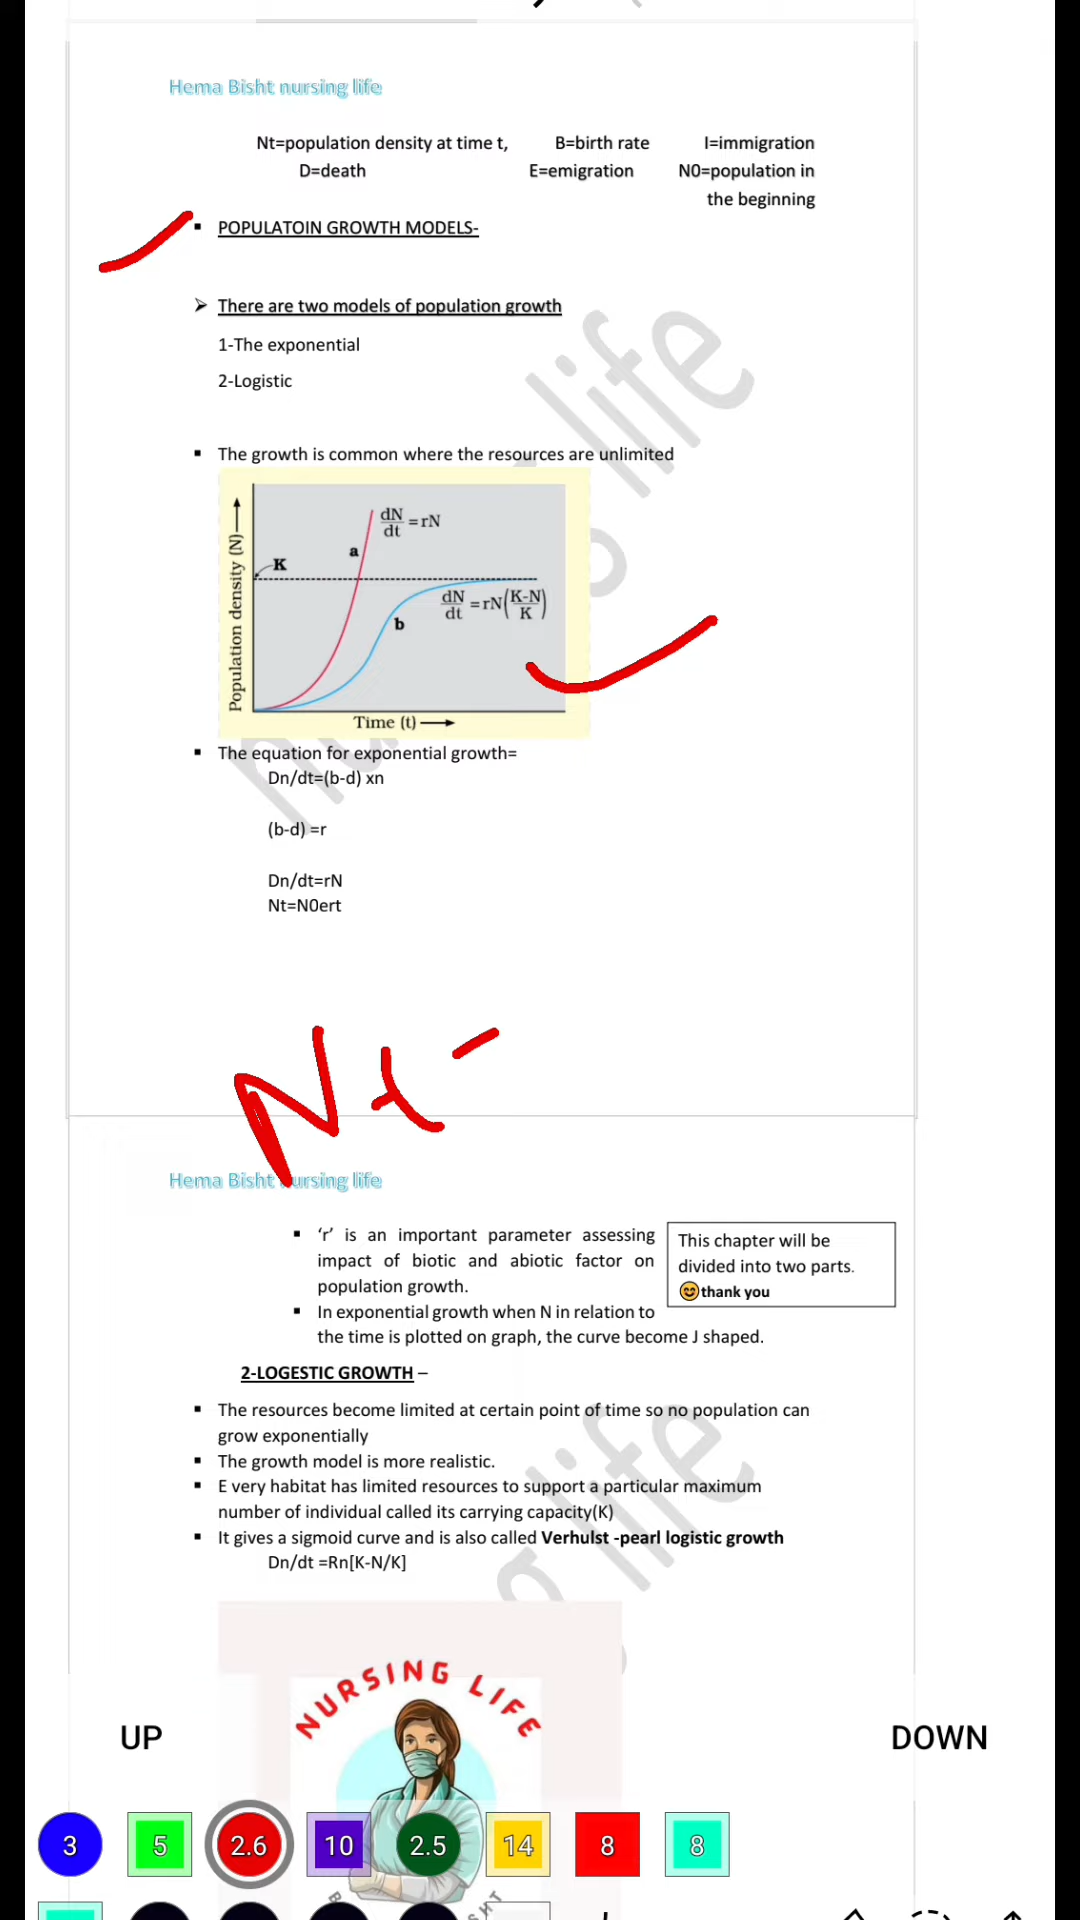 Hema Bisht nursing life
Nt=population density at time t, B=birth rate I=immigration
D=death E=emigration N0=population in
the beginning
▪ POPULATOIN GROWTH MODELS-
➢ There are two models of population growth
1-The exponential
2-Logistic
▪ The growth is common where the resources are unlimited
Population density (N)→
dN/dt = rN
a
K
dN/dt = rN(K-N/K)
b
Time (t) →
▪ The equation for exponential growth=
Dn/dt=(b-d) xn
(b-d) =r
Dn/dt=rN
Nt=N0ert
Nt-
Hema Bisht nursing life
▪ ‘r’ is an important parameter assessing
impact of biotic and abiotic factor on
population growth.
▪ In exponential growth when N in relation to
the time is plotted on graph, the curve become J shaped.
This chapter will be
divided into two parts.
😊thank you
2-LOGESTIC GROWTH –
▪ The resources become limited at certain point of time so no population can
grow exponentially
▪ The growth model is more realistic.
▪ E very habitat has limited resources to support a particular maximum
number of individual called its carrying capacity(K)
▪ It gives a sigmoid curve and is also called Verhulst -pearl logistic growth
Dn/dt =Rn[K-N/K]
NURSING LIFE
UP DOWN
3 5 2.6 10 2.5 14 8 8